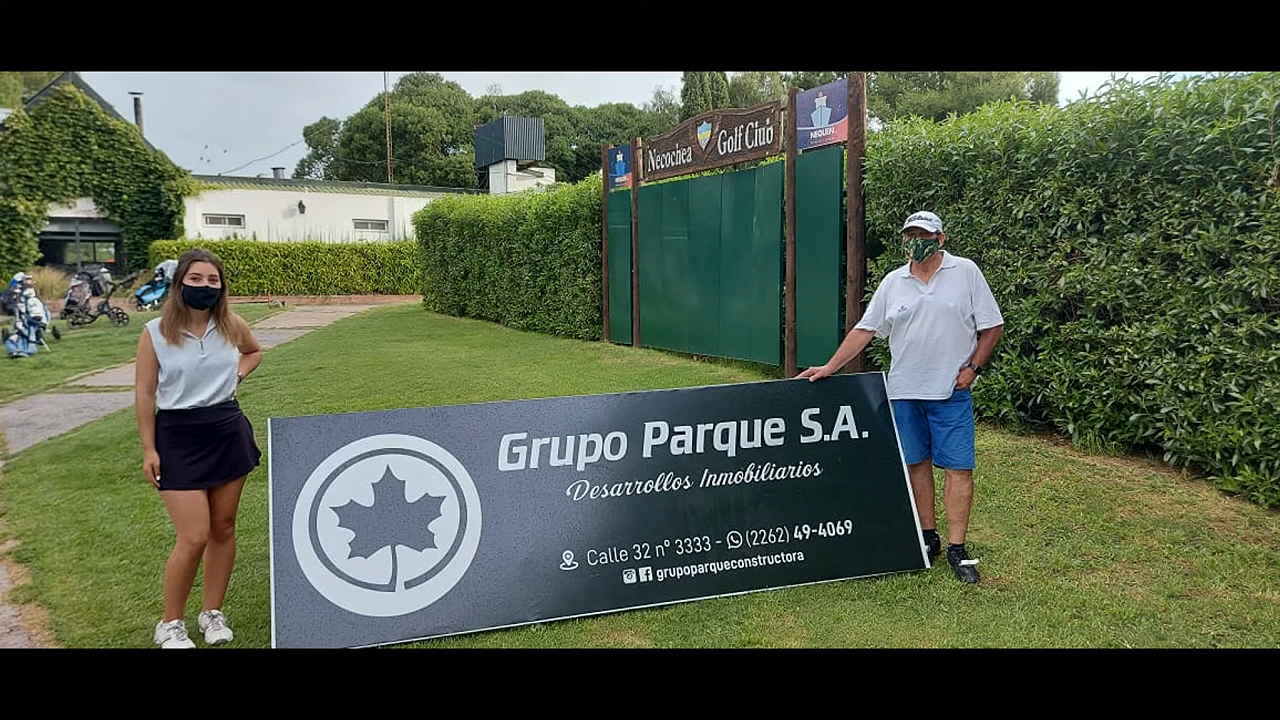 Necochea Golf Club
NEQUEN
Titleist
Grupo Parque S.A.
Desarrollos Inmobiliarios
Calle 32 n° 3333 - (2262) 49-4069
grupoparqueconstructora